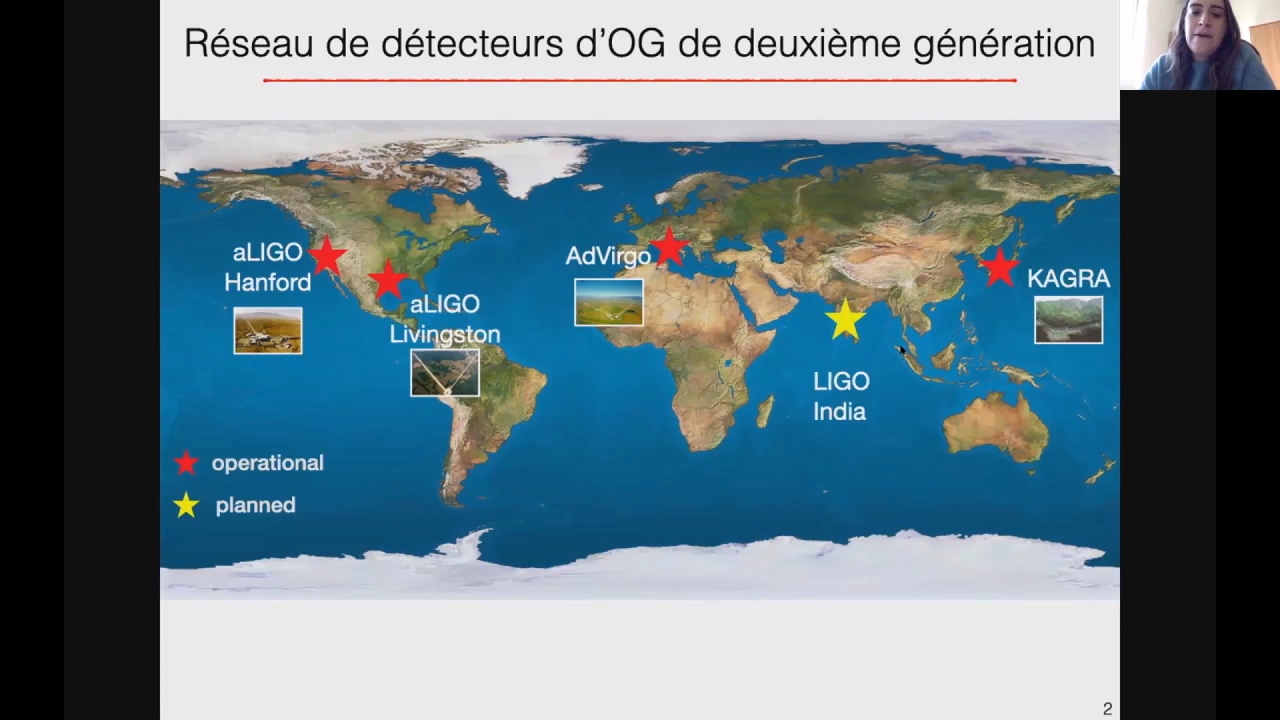 Réseau de détecteurs d’OG de deuxième génération
aLIGO
Hanford
aLIGO
Livingston
AdVirgo
KAGRA
LIGO
India
operational
planned
2